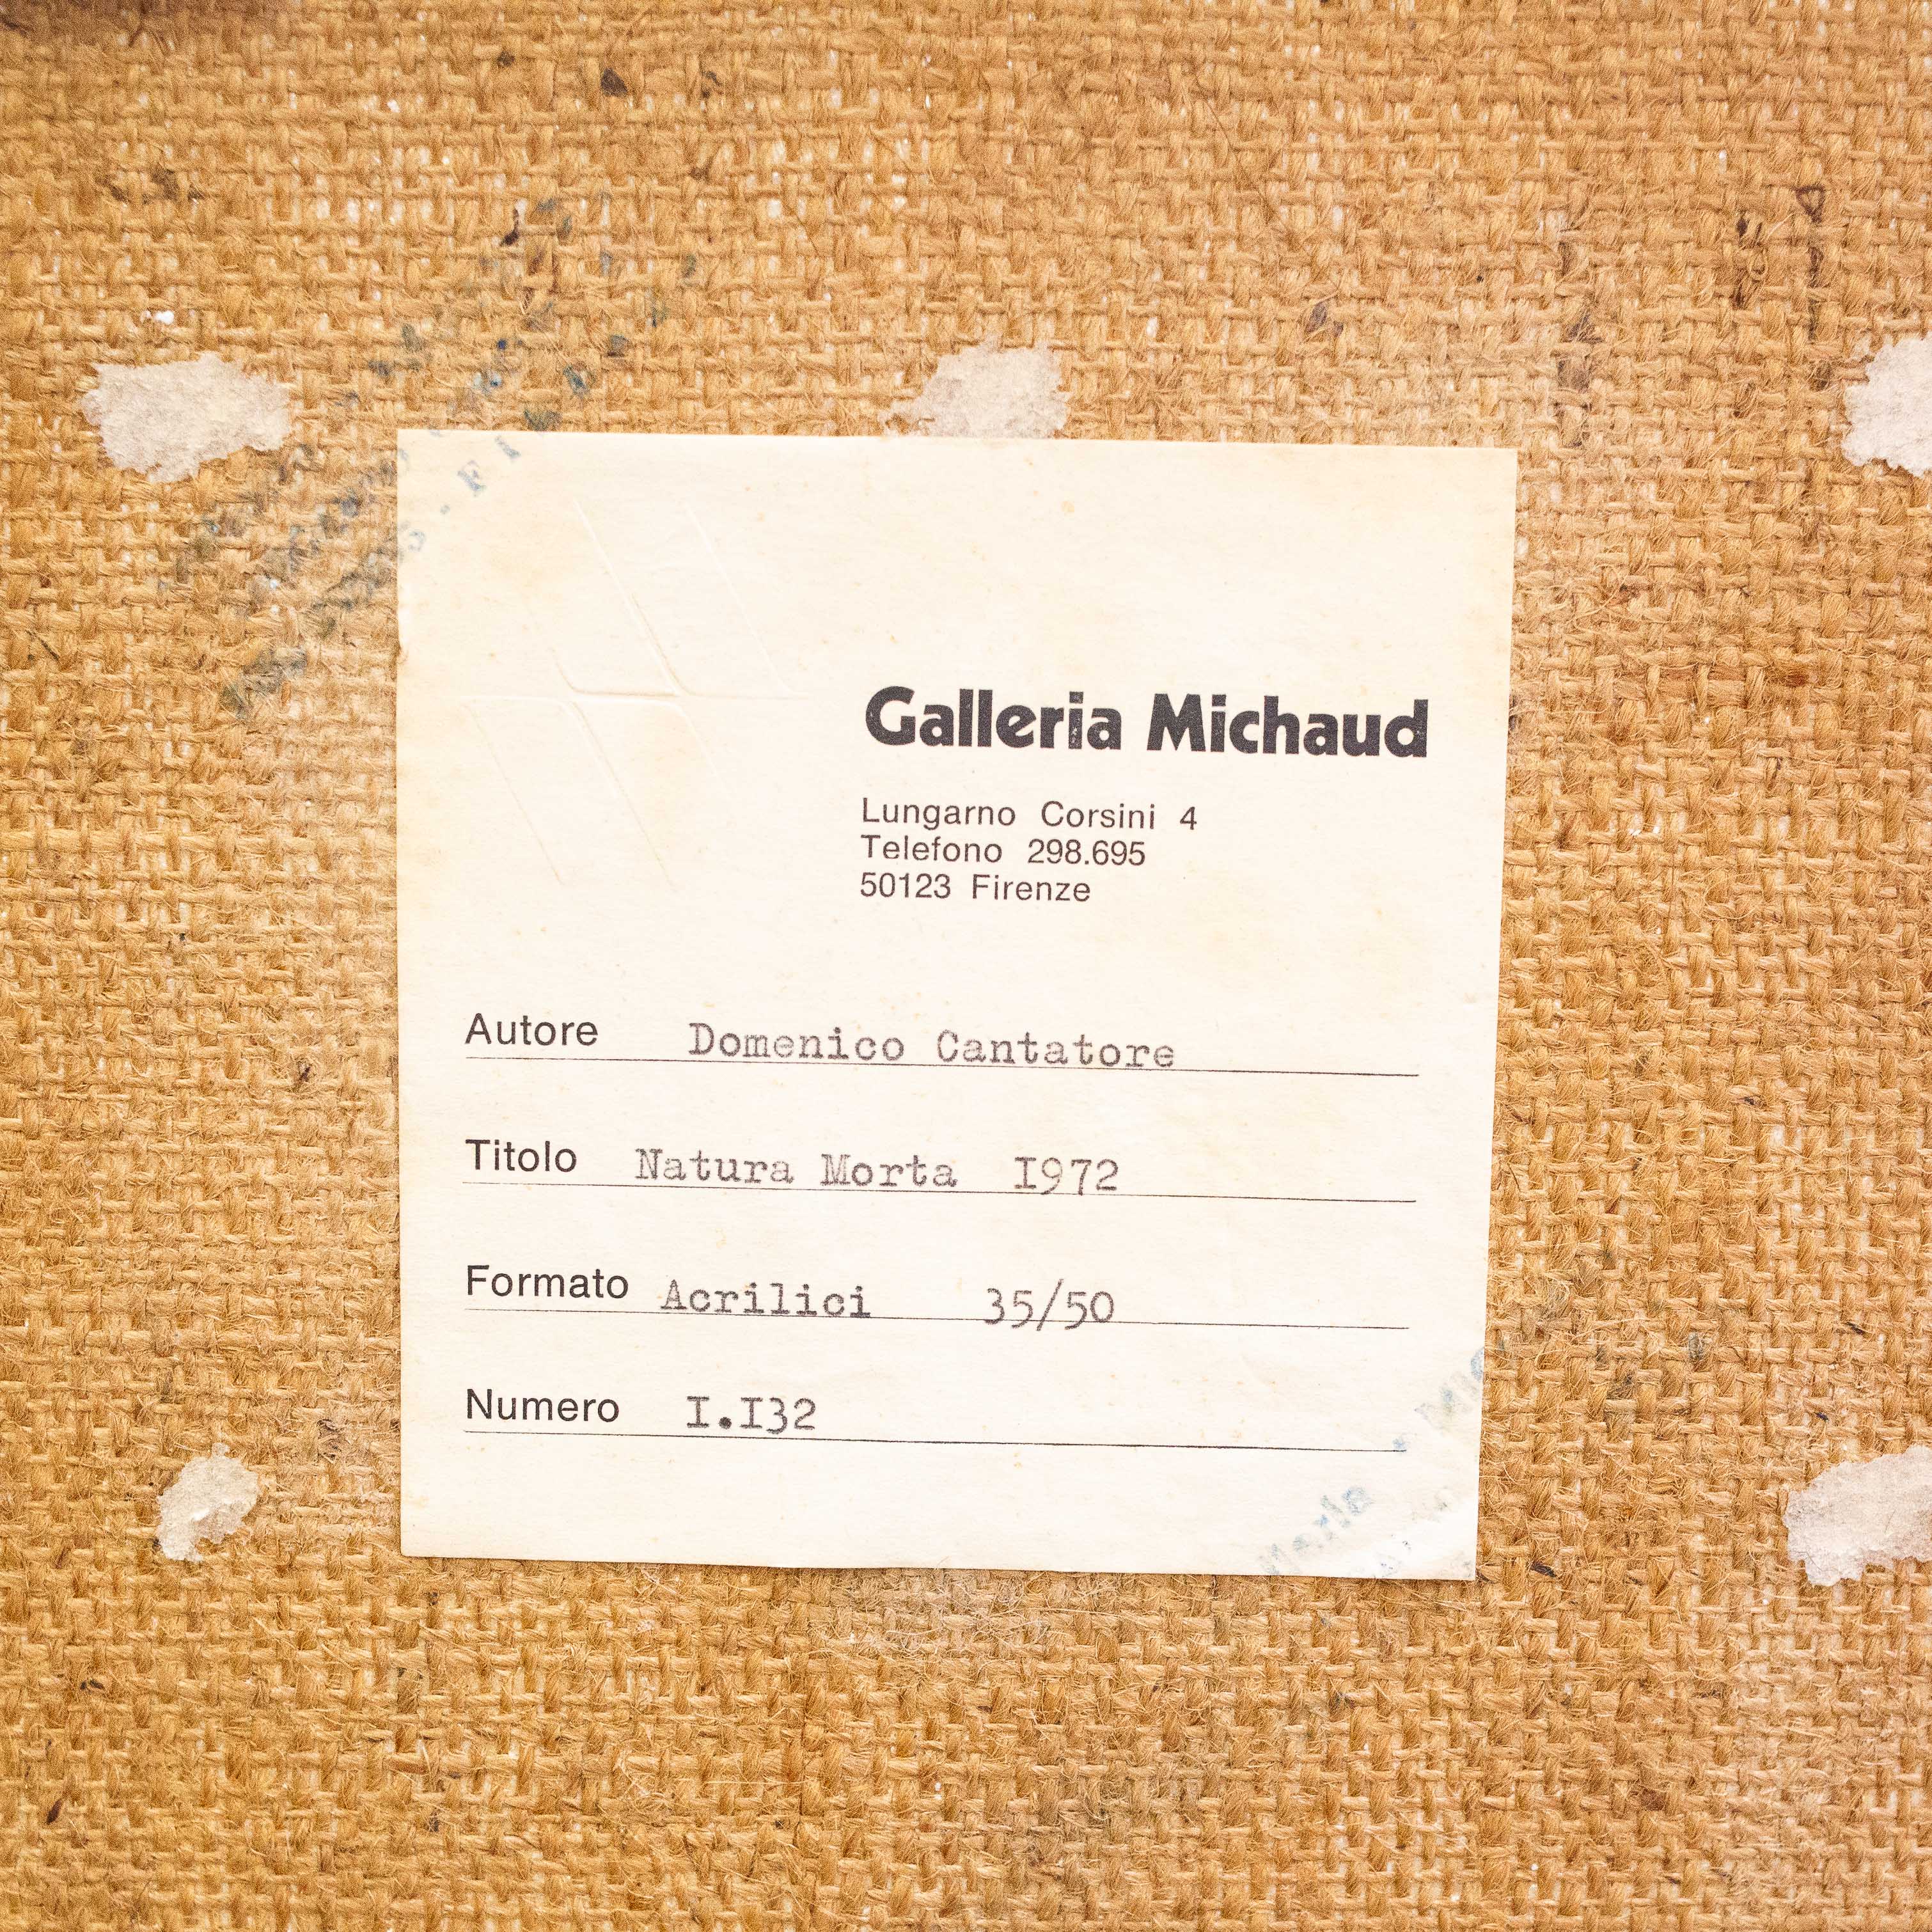 Galleria Michaud
Lungarno Corsini 4
Telefono 298.695
50123 Firenze
Autore Domenico Cantatore
Titolo Natura Morta I972
Formato Acrilici 35/50
Numero I.I32